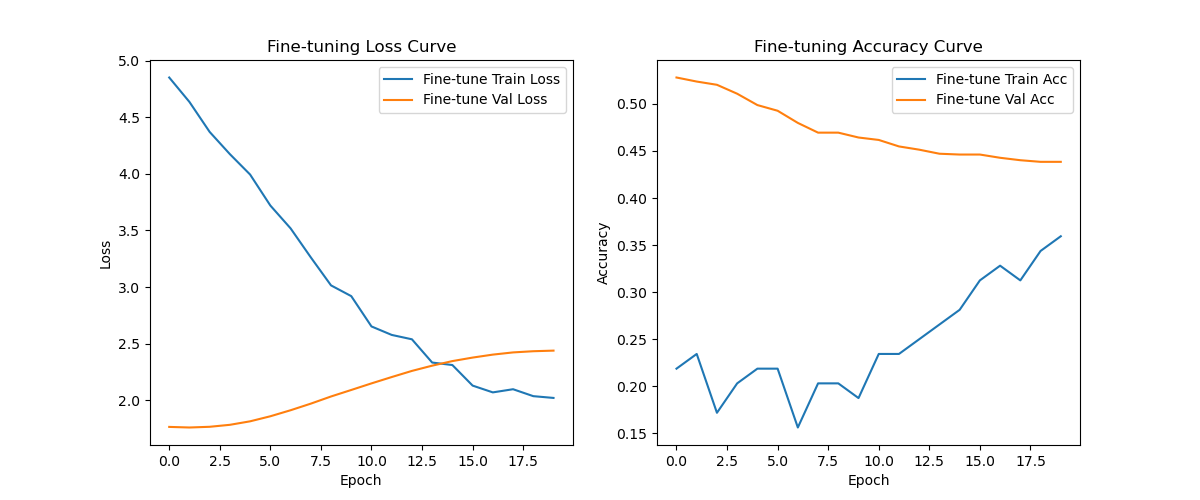 Fine-tuning Loss Curve
5.0
4.5
4.0
3.5
3.0
2.5
2.0
Loss
Fine-tune Train Loss
Fine-tune Val Loss
0.0 2.5 5.0 7.5 10.0 12.5 15.0 17.5
Epoch
Fine-tuning Accuracy Curve
0.50
0.45
0.40
0.35
0.30
0.25
0.20
0.15
Accuracy
Fine-tune Train Acc
Fine-tune Val Acc
0.0 2.5 5.0 7.5 10.0 12.5 15.0 17.5
Epoch